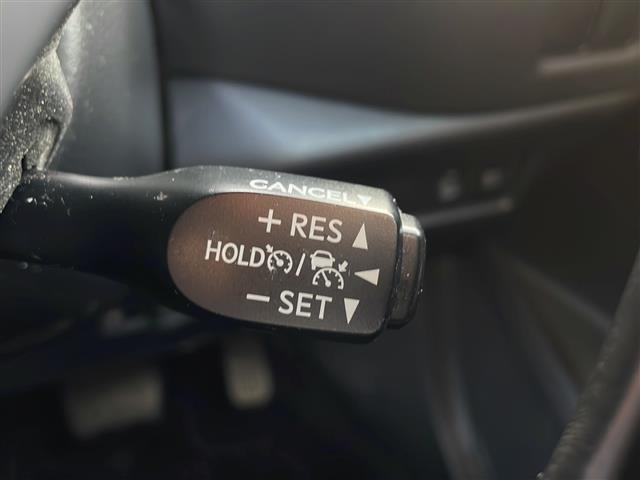 CANCEL▼
+ RES ▲
HOLD / ◀
− SET ▼